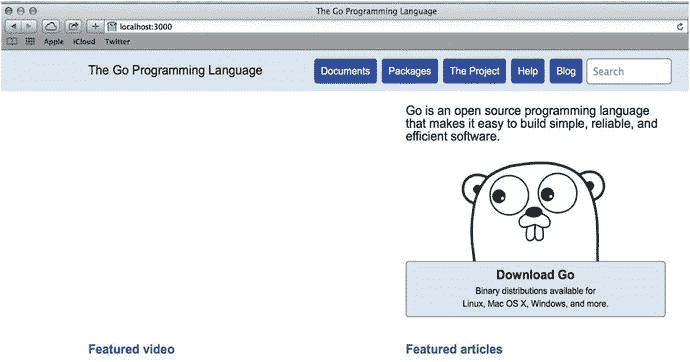 The Go Programming Language
localhost:3000
Apple iCloud Twitter
The Go Programming Language Documents Packages The Project Help Blog Search
Go is an open source programming language
that makes it easy to build simple, reliable, and
efficient software.
Download Go
Binary distributions available for
Linux, Mac OS X, Windows, and more.
Featured video Featured articles